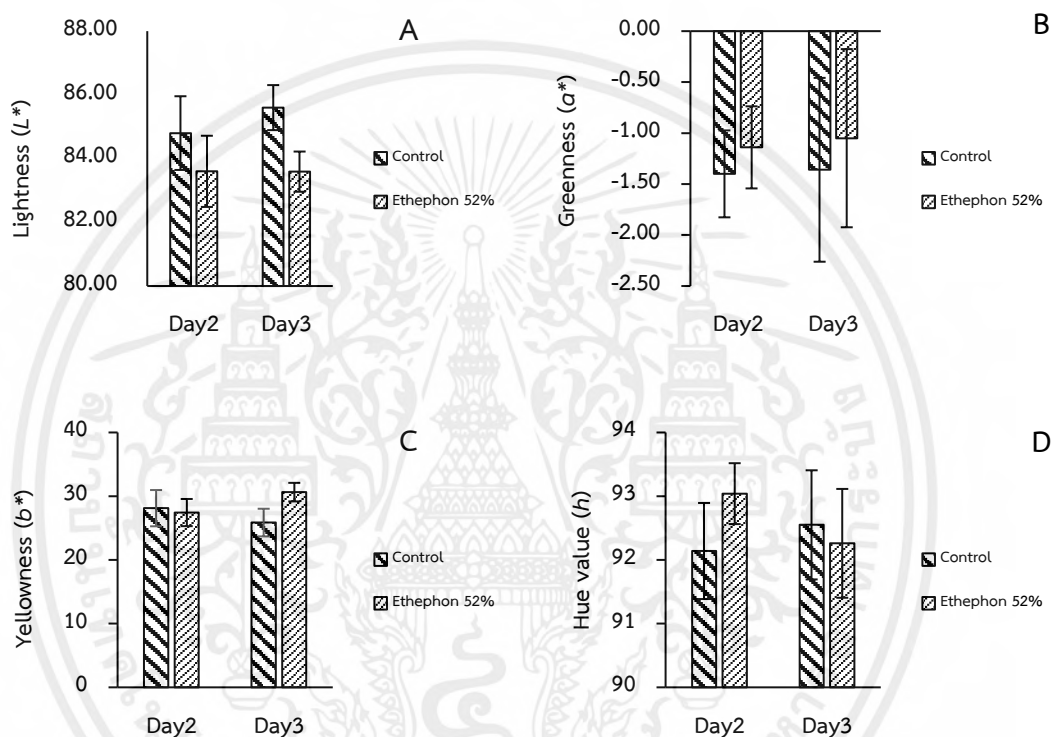 A
Lightness (L*)
88.00
86.00
84.00
82.00
80.00
Day2
Day3
Control
Ethephon 52%
B
Greenness (a*)
0.00
-0.50
-1.00
-1.50
-2.00
-2.50
Day2
Day3
Control
Ethephon 52%
C
Yellowness (b*)
40
30
20
10
0
Day2
Day3
Control
Ethephon 52%
D
Hue value (h)
94
93
92
91
90
Day2
Day3
Control
Ethephon 52%